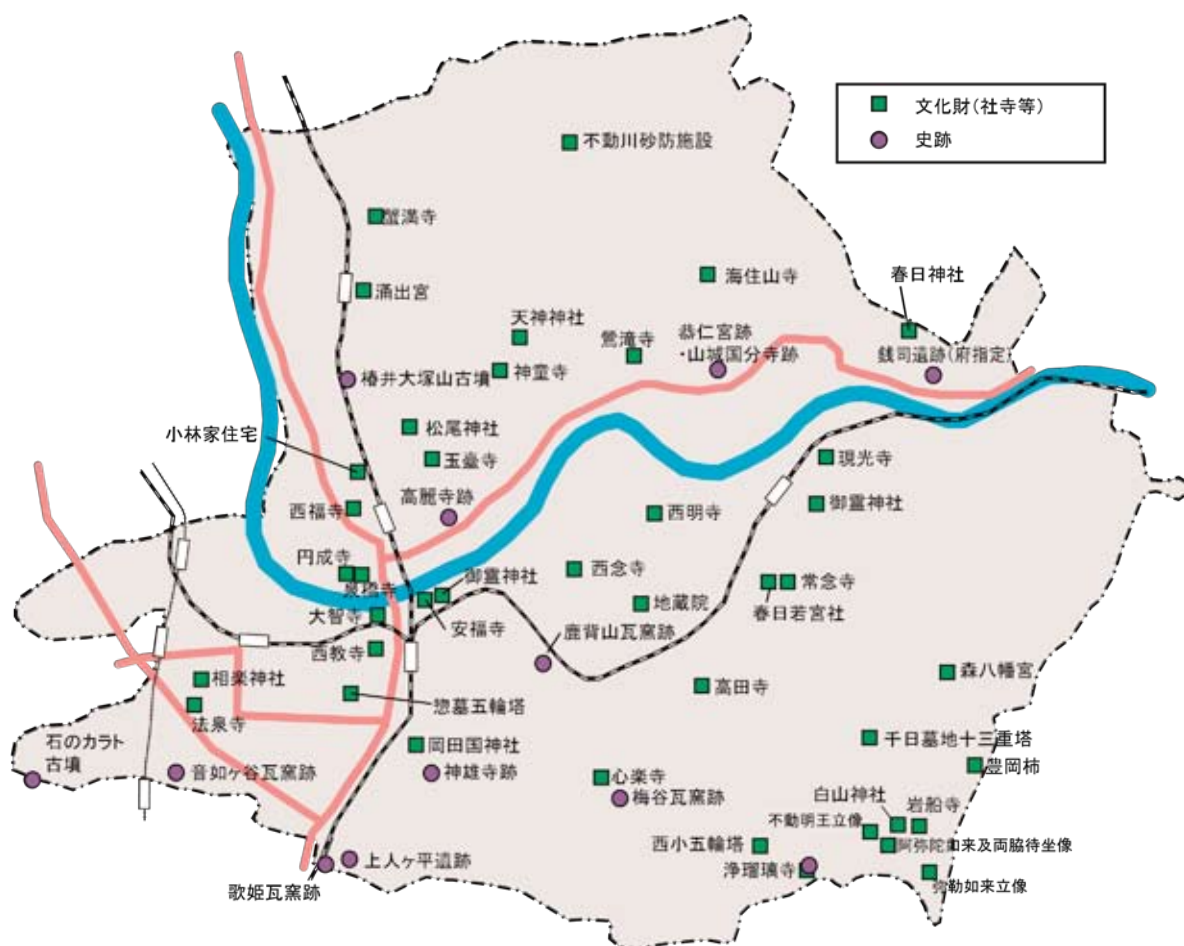 文化財(社寺等)
史跡
不動川砂防施設
蟹満寺
海住山寺
春日神社
涌出宮
天神神社
鶯滝寺
恭仁宮跡
・山城国分寺跡
銭司遺跡(府指定)
椿井大塚山古墳
神童寺
小林家住宅
松尾神社
玉臺寺
現光寺
高麗寺跡
西福寺
西明寺
御霊神社
円成寺
泉橋寺
御霊神社
西念寺
常念寺
春日若宮社
大智寺
安福寺
地蔵院
鹿背山瓦窯跡
西教寺
相楽神社
高田寺
森八幡宮
惣墓五輪塔
法泉寺
石のカラト
古墳
岡田国神社
千日墓地十三重塔
音如ヶ谷瓦窯跡
神雄寺跡
心楽寺
豊岡柿
梅谷瓦窯跡
白山神社
岩船寺
不動明王立像
西小五輪塔
阿弥陀如来及両脇待坐像
上人ヶ平遺跡
浄瑠璃寺
弥勒如来立像
歌姫瓦窯跡